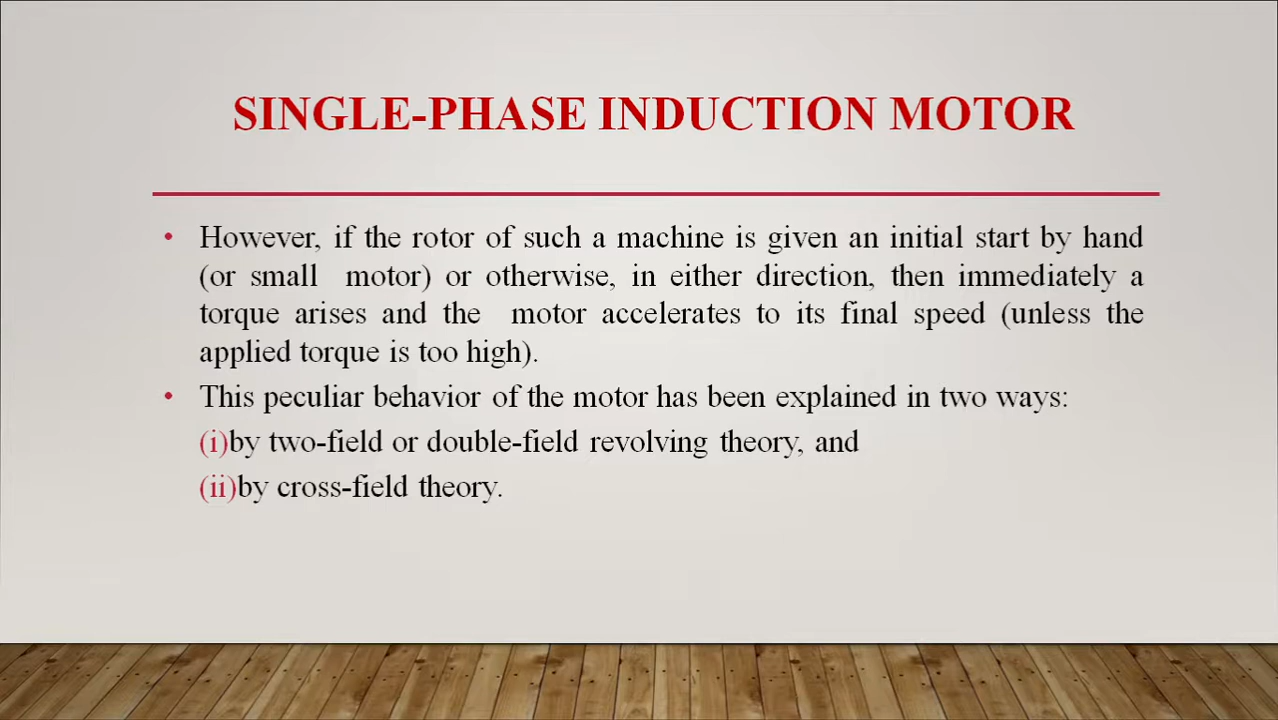 SINGLE-PHASE INDUCTION MOTOR
• However, if the rotor of such a machine is given an initial start by hand
(or small motor) or otherwise, in either direction, then immediately a
torque arises and the motor accelerates to its final speed (unless the
applied torque is too high).
• This peculiar behavior of the motor has been explained in two ways:
(i)by two-field or double-field revolving theory, and
(ii)by cross-field theory.